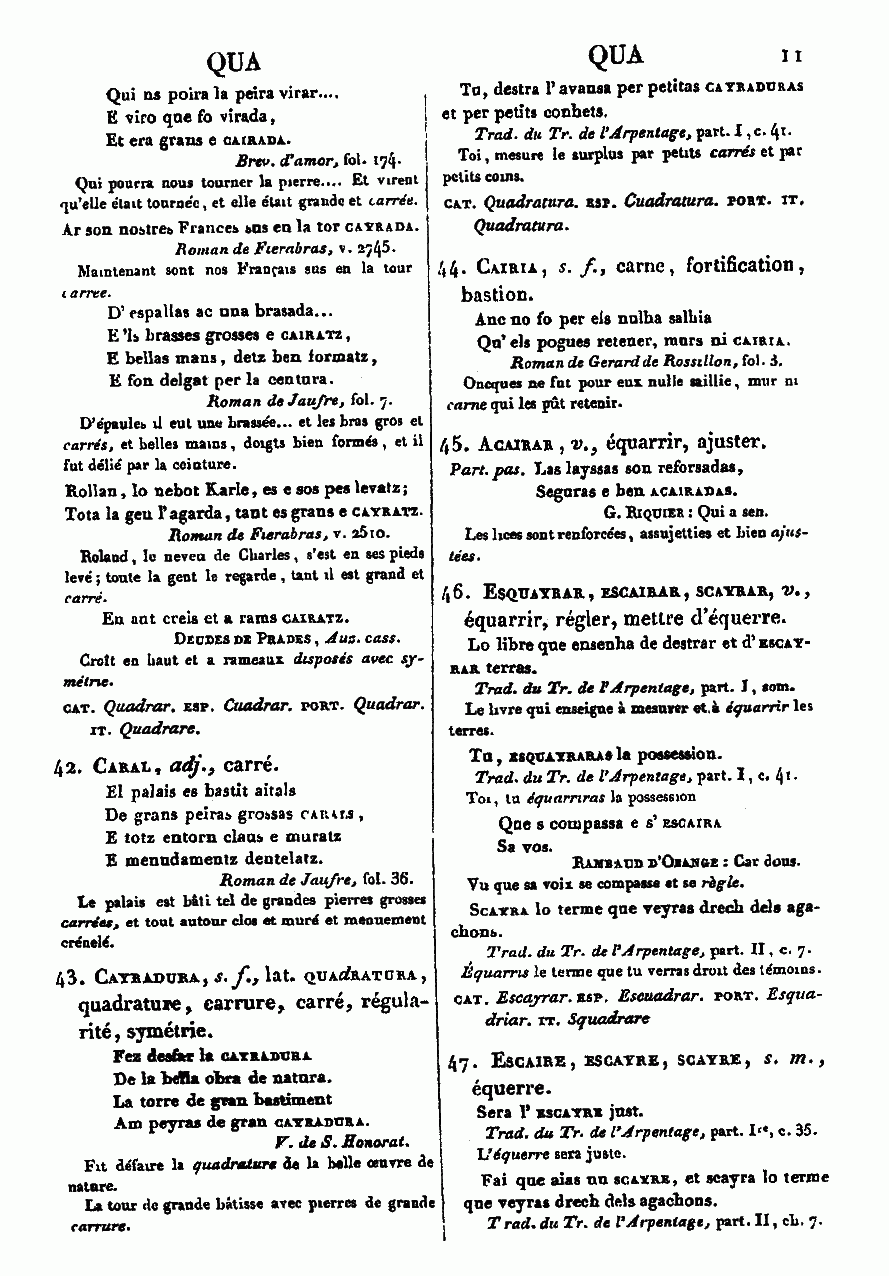 QUA
Qui ns poira la peira virar....
E viro que fo virada,
Et era grans e CAIRADA.
Brev. d'amor, fol. 174.
Qui pourra nous tourner la pierre.... Et virent
qu'elle était tournée, et elle était grande et carrée.
Ar son nostres Frances sus en la tor CAYRADA.
Roman de Fierabras, v. 2745.
Maintenant sont nos Français sus en la tour
carree.
D'espallas ac una brasada...
E 'ls brasses grosses e CAIRATZ,
E bellas mans, detz ben formatz,
E fon delgat per la centura.
Roman de Jaufre, fol. 7.
D'épaules il eut une brassée... et les bras gros et
carrés, et belles mains, doigts bien formés, et il
fut délié par la ceinture.
Rollan, lo nebot Karle, es e sos pes levatz;
Tota la geu l'agarda, tant es grans e CAYRATZ.
Roman de Fierabras, v. 2510.
Roland, le neveu de Charles, s'est en ses pieds
levé; toute la gent le regarde, tant il est grand et
carré.
En aut creis et a rams CAIRATZ.
DEUDES DE PRADES, Aus. cass.
Croît en haut et a rameaux disposés avec sy-
métrie.
CAT. Quadrar. ESP. Cuadrar. PORT. Quadrar.
IT. Quadrare.
42. CARAL, adj., carré.
El palais es bastit aitals
De grans peiras grossas CARALS,
E totz entorn claus e muratz
E menudamentz dentelatz.
Roman de Jaufre, fol. 36.
Le palais est bâti tel de grandes pierres grosses
carrées, et tout autour clos et muré et menuement
crénelé.
43. CAYRADURA, s. f., lat. QUAdRATURA,
quadrature, carrure, carré, régula-
rité, symétrie.
Fez desfar la CAYRADURA
De la bella obra de natura.
La torre de gran bastiment
Am peyras de gran CAYRADURA.
V. de S. Honorat.
Fit défaire la quadrature de la belle œuvre de
nature.
La tour de grande bâtisse avec pierres de grande
carrure.
QUA 11
Tu, destra l'avansa per petitas CAYRADURAS
et per petits conhets.
Trad. du Tr. de l'Arpentage, part. I, c. 41.
Toi, mesure le surplus par petits carrés et par
petits coins.
CAT. Quadratura. ESP. Cuadratura. PORT. IT.
Quadratura.
44. CAIRIA, s. f., carne, fortification,
bastion.
Anc no fo per els nulha salhia
Qu'els pogues retener, murs ni CAIRIA.
Roman de Gerard de Rossillon, fol. 3.
Oncques ne fut pour eux nulle saillie, mur ni
carne qui les pût retenir.
45. ACAIRAR, v., équarrir, ajuster.
Part. pas. Las layssas son reforsadas,
Seguras e ben ACAIRADAS.
G. RIQUIER : Qui a sen.
Les lices sont renforcées, assujetties et bien ajus-
tées.
46. ESQUAYRAR, ESCAIRAR, SCAYRAR, v.,
équarrir, régler, mettre d'équerre.
Lo libre que ensenha de destrar et d'ESCAY-
RAR terras.
Trad. du Tr. de l'Arpentage, part. I, som.
Le livre qui enseigne à mesurer et à équarrir les
terres.
Tu, ESQUAYRARAS la possession.
Trad. du Tr. de l'Arpentage, part. I, c. 41.
Toi, tu équarriras la possession
Que s compassa e s' ESCAIRA
Sa vos.
RAMBAUD D'ORANGE : Car dous.
Vu que sa voix se compasse et se règle.
SCAYRA lo terme que veyras drech dels aga-
chons.
Trad. du Tr. de l'Arpentage, part. II, c. 7.
Équarris le terme que tu verras droit des témoins.
CAT. Escayrar. ESP. Escuadrar. PORT. Esqua-
driar. IT. Squadrare
47. ESCAIRE, ESCAYRE, SCAYRE, s. m.,
équerre.
Sera l' ESCAYRE just.
Trad. du Tr. de l'Arpentage, part. Ire, c. 35.
L'équerre sera juste.
Fai que aias un SCAYRE, et scayra lo terme
que veyras drech dels agachons.
Trad. du Tr. de l'Arpentage, part. II, ch. 7.